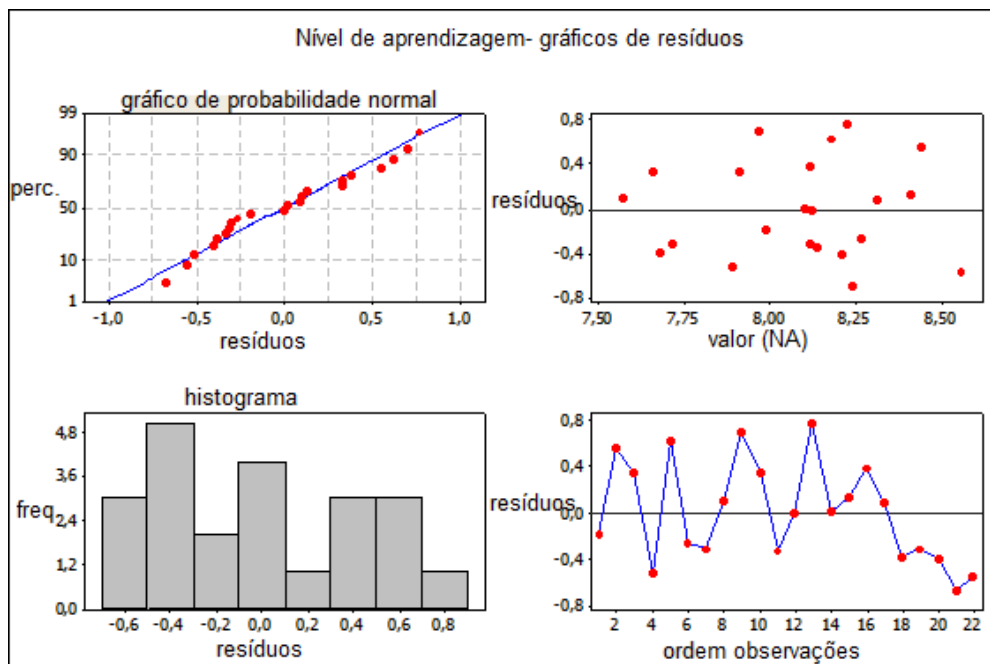 Nível de aprendizagem- gráficos de resíduos
gráfico de probabilidade normal
99
90
perc.
50
10
1
-1,0 -0,5 0,0 0,5 1,0
resíduos
0,8
0,4
resíduos
0,0
-0,4
-0,8
7,50 7,75 8,00 8,25 8,50
valor (NA)
histograma
4,8
3,6
freq
2,4
1,2
0,0
-0,6 -0,4 -0,2 0,0 0,2 0,4 0,6 0,8
resíduos
0,8
0,4
resíduos
0,0
-0,4
-0,8
2 4 6 8 10 12 14 16 18 20 22
ordem observações